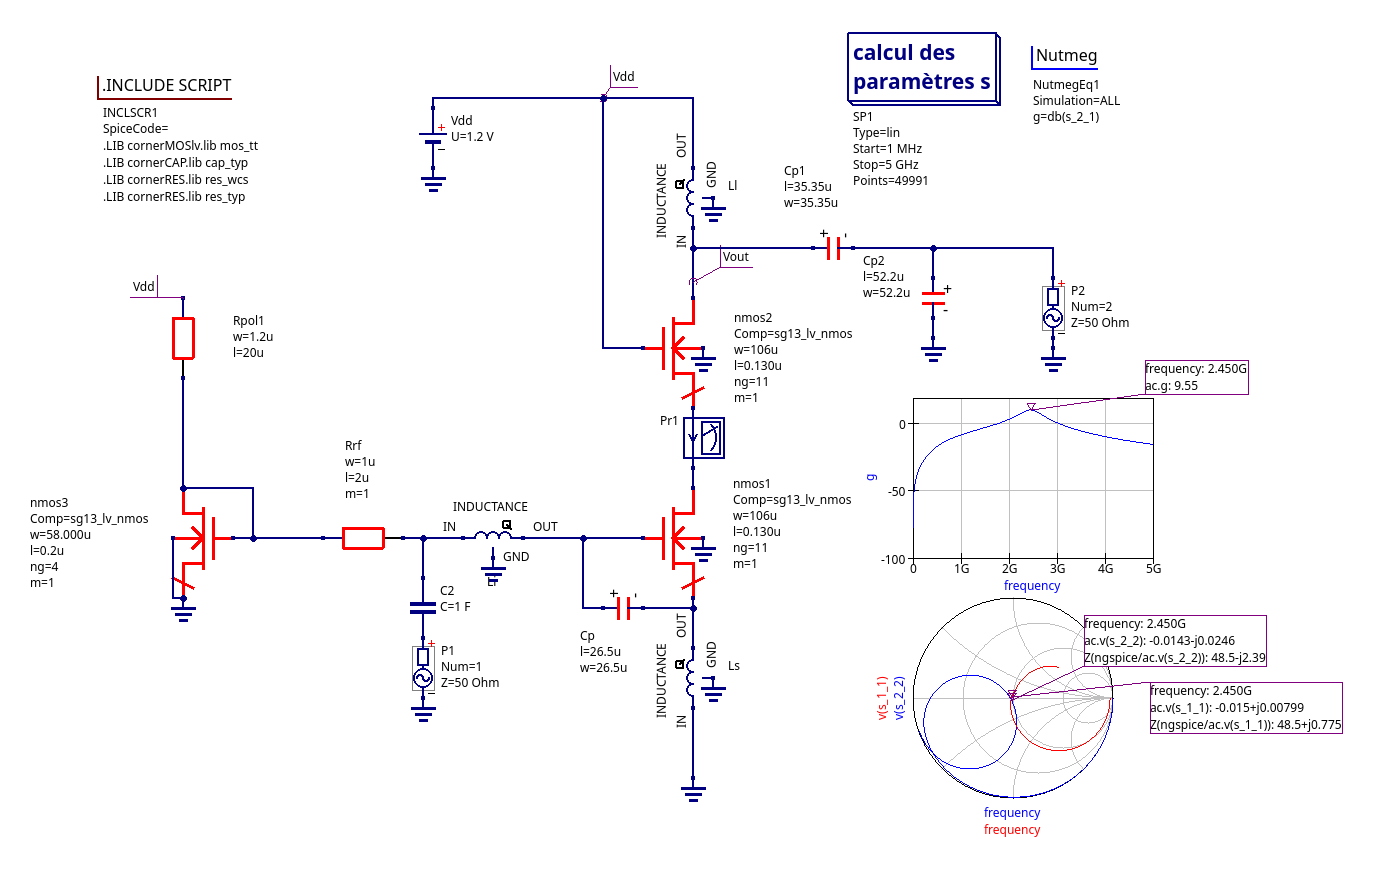 .INCLUDE SCRIPT
INCLSCR1
SpiceCode=
.LIB cornerMOSlv.lib mos_tt
.LIB cornerCAP.lib cap_typ
.LIB cornerRES.lib res_wcs
.LIB cornerRES.lib res_typ
Vdd
Vdd
U=1.2 V
calcul des
paramètres s
SP1
Type=lin
Start=1 MHz
Stop=5 GHz
Points=49991
Nutmeg
NutmegEq1
Simulation=ALL
g=db(s_2_1)
OUT
GND
INDUCTANCE
Ll
IN
Cp1
l=35.35u
w=35.35u
Vout
Cp2
l=52.2u
w=52.2u
P2
Num=2
Z=50 Ohm
Vdd
Rpol1
w=1.2u
l=20u
nmos2
Comp=sg13_lv_nmos
w=106u
l=0.130u
ng=11
m=1
Pr1
Rrf
w=1u
l=2u
m=1
nmos3
Comp=sg13_lv_nmos
w=58.000u
l=0.2u
ng=4
m=1
INDUCTANCE
IN
OUT
GND
Li
nmos1
Comp=sg13_lv_nmos
w=106u
l=0.130u
ng=11
m=1
C2
C=1 F
P1
Num=1
Z=50 Ohm
Cp
l=26.5u
w=26.5u
OUT
GND
INDUCTANCE
Ls
IN
frequency: 2.450G
ac.g: 9.55
g
0
-50
-100
0 1G 2G 3G 4G 5G
frequency
frequency: 2.450G
ac.v(s_2_2): -0.0143-j0.0246
Z(ngspice/ac.v(s_2_2)): 48.5-j2.39
frequency: 2.450G
ac.v(s_1_1): -0.015+j0.00799
Z(ngspice/ac.v(s_1_1)): 48.5+j0.775
v(s_1_1)
v(s_2_2)
frequency
frequency